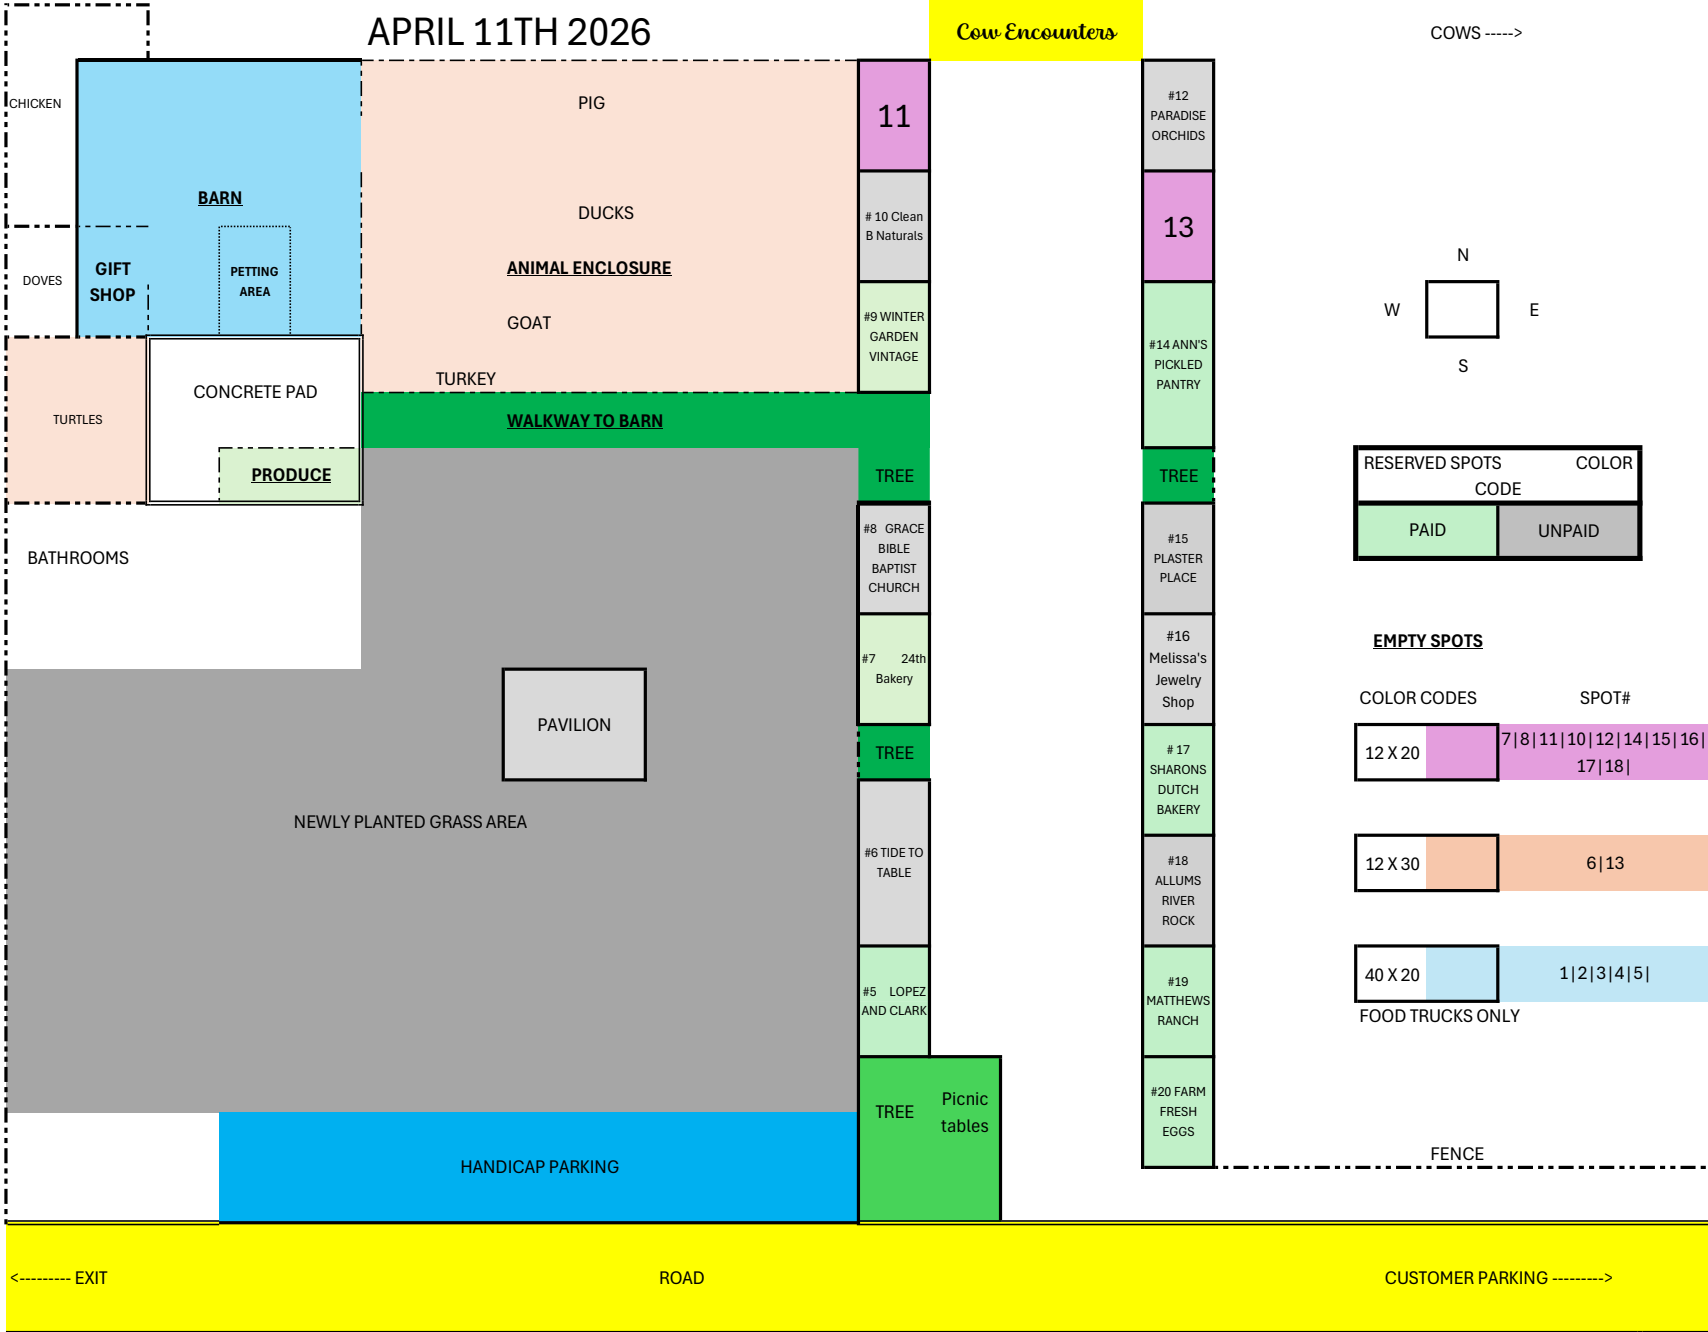 APRIL 11TH 2026
Cow Encounters
COWS ----->
CHICKEN
PIG
11
#12
PARADISE
ORCHIDS
BARN
DUCKS
# 10 Clean
B Naturals
13
DOVES
GIFT
SHOP
PETTING
AREA
ANIMAL ENCLOSURE
GOAT
TURKEY
#9 WINTER
GARDEN
VINTAGE
#14 ANN'S
PICKLED
PANTRY
N
W
E
S
TURTLES
CONCRETE PAD
PRODUCE
WALKWAY TO BARN
TREE
TREE
RESERVED SPOTS COLOR
CODE
PAID
UNPAID
BATHROOMS
#8 GRACE
BIBLE
BAPTIST
CHURCH
#15
PLASTER
PLACE
#7 24th
Bakery
#16
Melissa's
Jewelry
Shop
EMPTY SPOTS
COLOR CODES
SPOT#
PAVILION
TREE
# 17
SHARONS
DUTCH
BAKERY
12 X 20
7|8|11|10|12|14|15|16|
17|18|
NEWLY PLANTED GRASS AREA
#6 TIDE TO
TABLE
#18
ALLUMS
RIVER
ROCK
12 X 30
6|13
#5 LOPEZ
AND CLARK
#19
MATTHEWS
RANCH
40 X 20
1|2|3|4|5|
FOOD TRUCKS ONLY
TREE
Picnic
tables
#20 FARM
FRESH
EGGS
FENCE
HANDICAP PARKING
<--------- EXIT
ROAD
CUSTOMER PARKING --------->